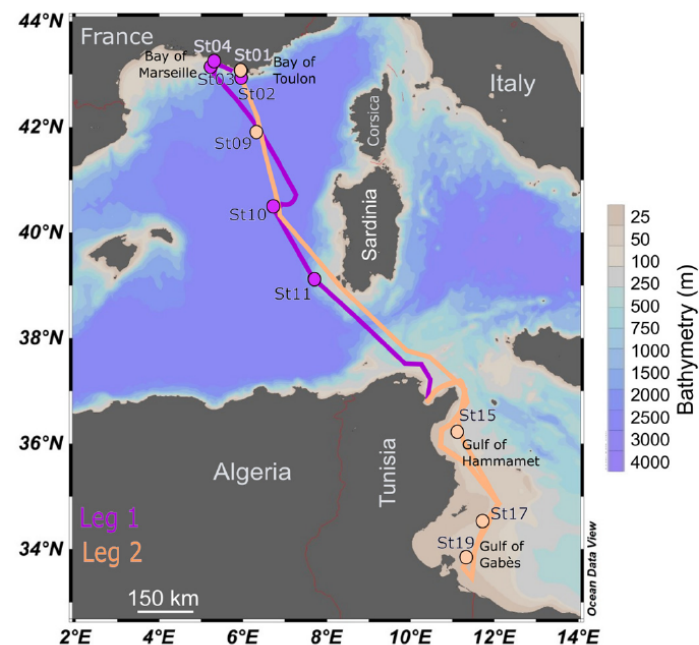 44°N
42°N
40°N
38°N
36°N
34°N
2°E
4°E
6°E
8°E
10°E
12°E
14°E
France
Bay of
Marseille
St04
St01
St03
St02
Bay of
Toulon
Italy
Corsica
St09
St10
Sardinia
St11
St15
Gulf of
Hammamet
Algeria
Tunisia
St17
St19
Gulf of
Gabès
Leg 1
Leg 2
150 km
Ocean Data View
25
50
100
250
500
750
1000
1500
2000
2500
3000
4000
Bathymetry (m)